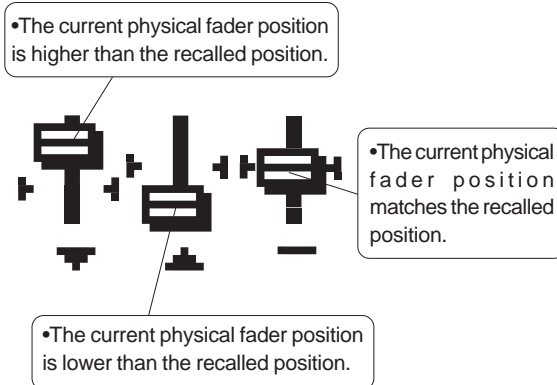 •The current physical fader position
is higher than the recalled position.
•The current physical
fader position
matches the recalled
position.
•The current physical fader position
is lower than the recalled position.